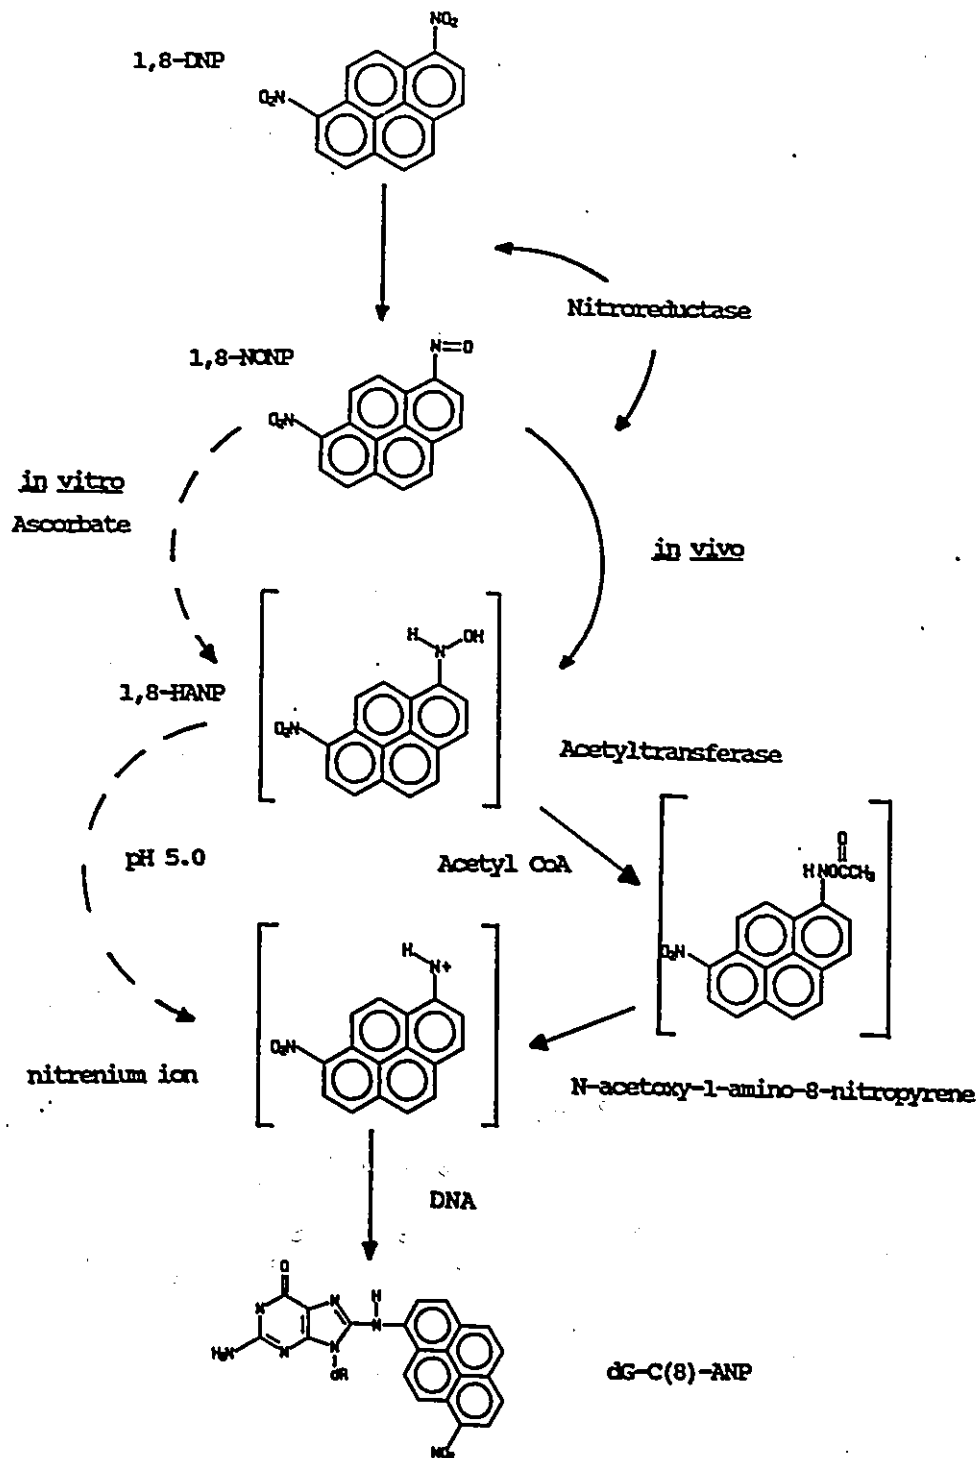 NO₂
1,8-DNP
O₂N
Nitroreductase
N=O
1,8-NONP
O₂N
in vitro
Ascorbate
in vivo
H N OH
1,8-HANP
O₂N
Acetyltransferase
pH 5.0
Acetyl CoA
O
HNOCCH₃
O₂N
H N+
O₂N
nitrenium ion
N-acetoxy-1-amino-8-nitropyrene
DNA
O
N N H
H₂N N N N
dR
dG-C(8)-ANP
NO₂